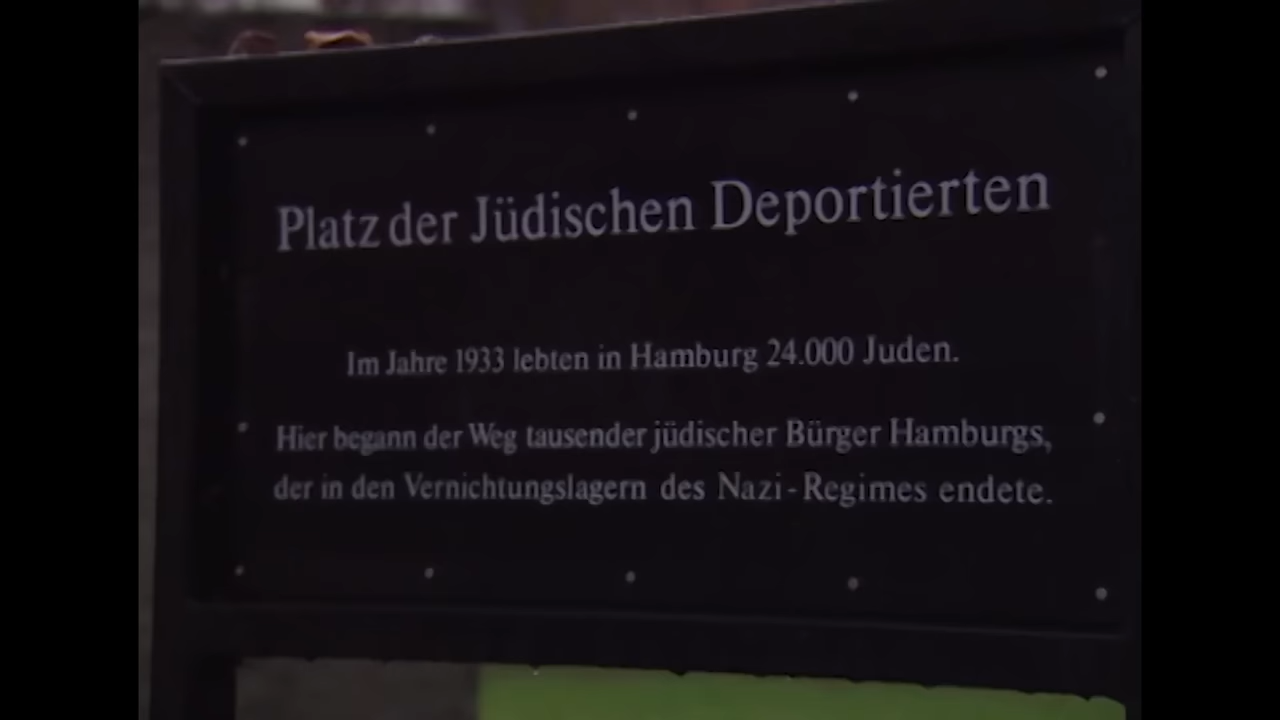 Platz der Jüdischen Deportierten
Im Jahre 1933 lebten in Hamburg 24.000 Juden.
Hier begann der Weg tausender jüdischer Bürger Hamburgs,
der in den Vernichtungslagern des Nazi-Regimes endete.